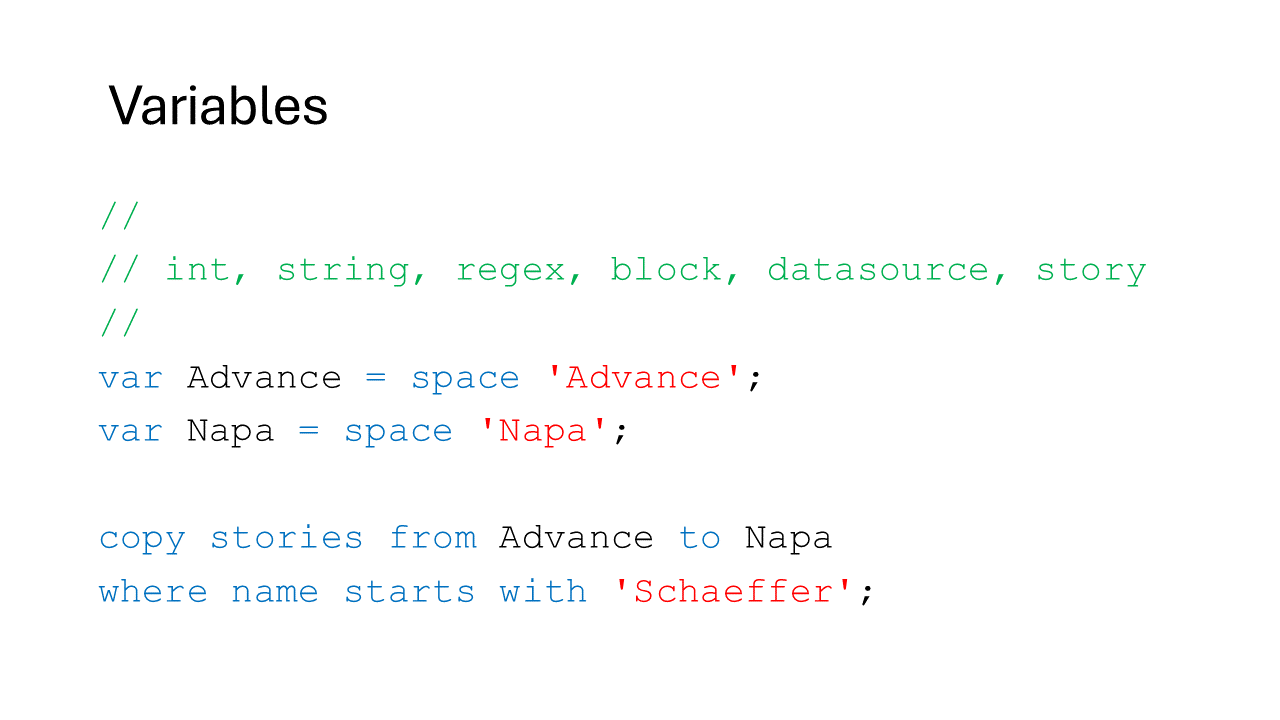 Variables
//
// int, string, regex, block, datasource, story
//
var Advance = space 'Advance';
var Napa = space 'Napa';
copy stories from Advance to Napa
where name starts with 'Schaeffer';